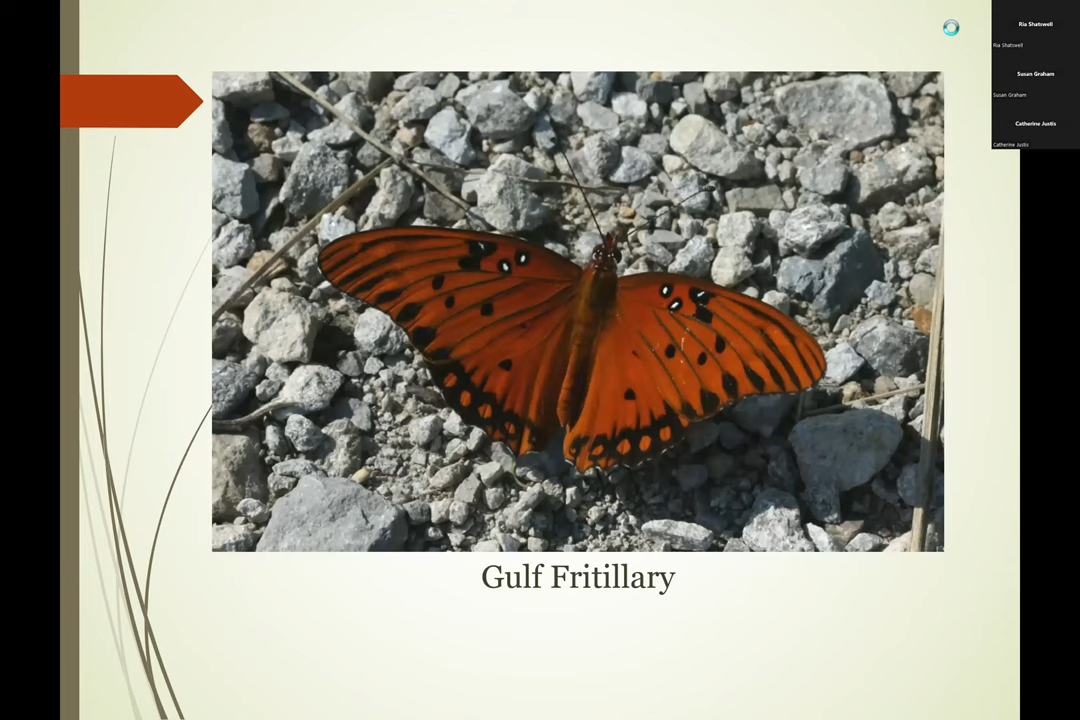 Ria Shatswell
Ria Shatswell
Susan Graham
Susan Graham
Catherine Justis
Catherine Justis
Gulf Fritillary